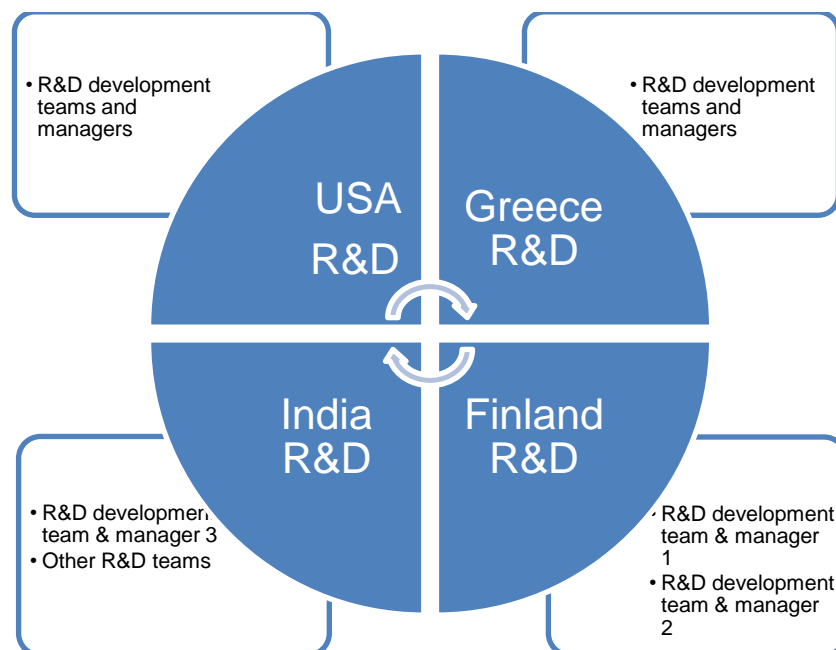 • R&D development
teams and
managers
• R&D development
teams and
managers
USA
R&D
Greece
R&D
India
R&D
Finland
R&D
• R&D development
team & manager 3
• Other R&D teams
• R&D development
team & manager
1
• R&D development
team & manager
2